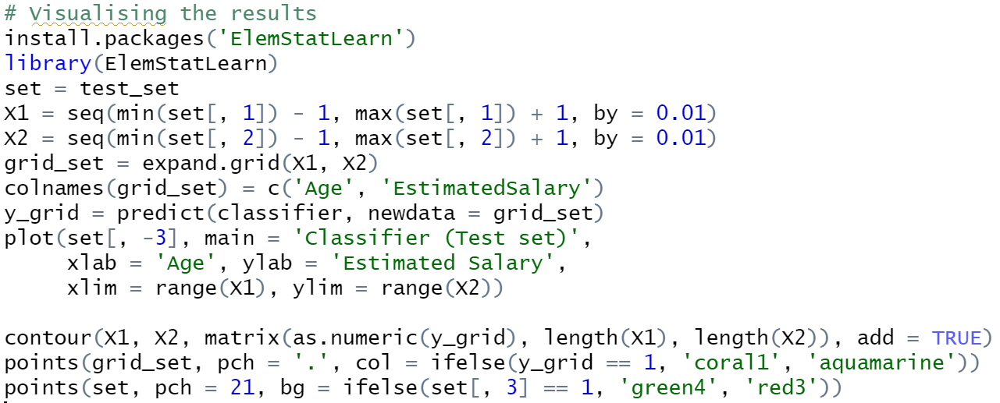 # Visualising the results
install.packages('ElemStatLearn')
library(ElemStatLearn)
set = test_set
X1 = seq(min(set[, 1]) - 1, max(set[, 1]) + 1, by = 0.01)
X2 = seq(min(set[, 2]) - 1, max(set[, 2]) + 1, by = 0.01)
grid_set = expand.grid(X1, X2)
colnames(grid_set) = c('Age', 'EstimatedSalary')
y_grid = predict(classifier, newdata = grid_set)
plot(set[, -3], main = 'Classifier (Test set)',
     xlab = 'Age', ylab = 'Estimated Salary',
     xlim = range(X1), ylim = range(X2))

contour(X1, X2, matrix(as.numeric(y_grid), length(X1), length(X2)), add = TRUE)
points(grid_set, pch = '.', col = ifelse(y_grid == 1, 'coral1', 'aquamarine'))
points(set, pch = 21, bg = ifelse(set[, 3] == 1, 'green4', 'red3'))